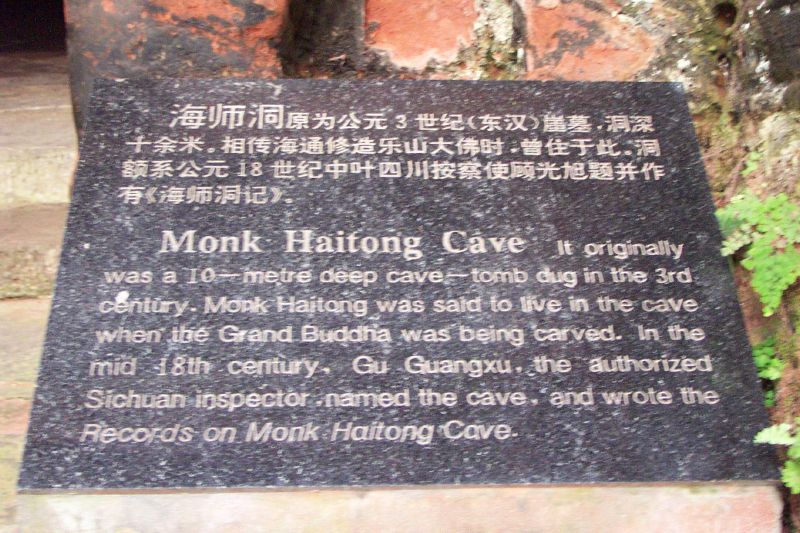 海师洞原为公元3世纪(东汉)崖墓，洞深
十余米。相传海通修造乐山大佛时，曾住于此。洞
额系公元18世纪中叶四川按察使顾光旭题并作
有《海师洞记》。
Monk Haitong Cave It originally
was a 10—metre deep cave—tomb dug in the 3rd
century. Monk Haitong was said to live in the cave
when the Grand Buddha was being carved. In the
mid 18th century, Gu Guangxu, the authorized
Sichuan inspector ,named the cave, and wrote the
Records on Monk Haitong Cave.